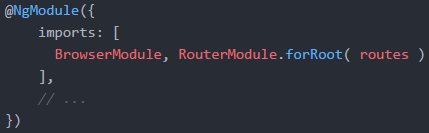 @NgModule({
    imports: [
      BrowserModule, RouterModule.forRoot( routes )
    ],
    // ...
})